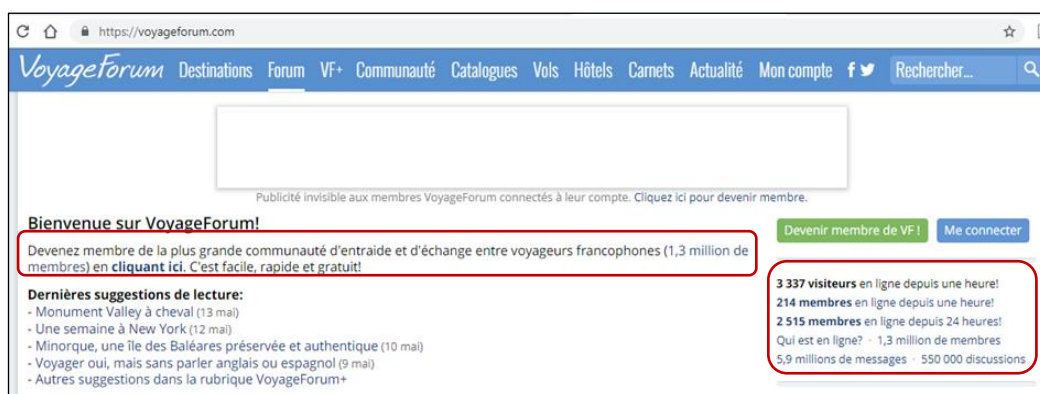 https://voyageforum.com
VoyageForum Destinations Forum VF+ Communauté Catalogues Vols Hôtels Carnets Actualité Mon compte Rechercher...
Publicité invisible aux membres VoyageForum connectés à leur compte. Cliquez ici pour devenir membre.
Bienvenue sur VoyageForum!
Devenez membre de la plus grande communauté d'entraide et d'échange entre voyageurs francophones (1,3 million de
membres) en cliquant ici. C'est facile, rapide et gratuit!
Dernières suggestions de lecture:
- Monument Valley à cheval (13 mai)
- Une semaine à New York (12 mai)
- Minorque, une île des Baléares préservée et authentique (10 mai)
- Voyager oui, mais sans parler anglais ou espagnol (9 mai)
- Autres suggestions dans la rubrique VoyageForum+
Devenir membre de VF! Me connecter
3 337 visiteurs en ligne depuis une heure!
214 membres en ligne depuis une heure!
2 515 membres en ligne depuis 24 heures!
Qui est en ligne? · 1,3 million de membres
5,9 millions de messages · 550 000 discussions